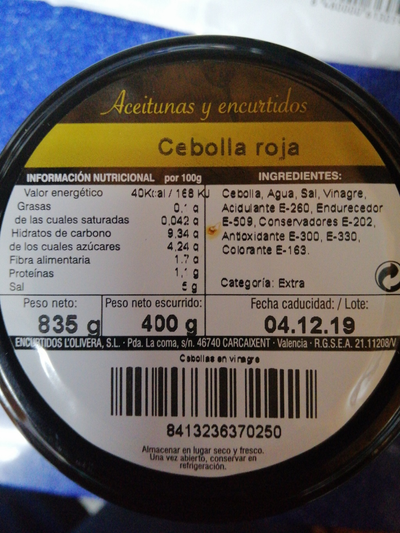 Aceitunas y encurtidos
Cebolla roja
INFORMACIÓN NUTRICIONAL por 100g
Valor energético 40Kcal / 168 KJ
Grasas 0,1 g
de las cuales saturadas 0,042 g
Hidratos de carbono 9,34 g
de los cuales azúcares 4,24 g
Fibra alimentaria 1,7 g
Proteínas 1,1 g
Sal 5 g
INGREDIENTES:
Cebolla, Agua, Sal, Vinagre,
Acidulante E-260, Endurecedor
E-509, Conservadores E-202,
Antioxidante E-300, E-330,
Colorante E-163.
Categoría: Extra
Peso neto:
835 g
Peso neto escurrido:
400 g
Fecha caducidad: / Lote:
04.12.19
ENCURTIDOS L'OLIVERA, S.L. · Pda. La coma, s/n. 46740 CARCAIXENT · Valencia · R.G.S.E.A. 21.11208/V
Cebollas en vinagre
8413236370250
Almacenar en lugar seco y fresco.
Una vez abierto, conservar en
refrigeración.